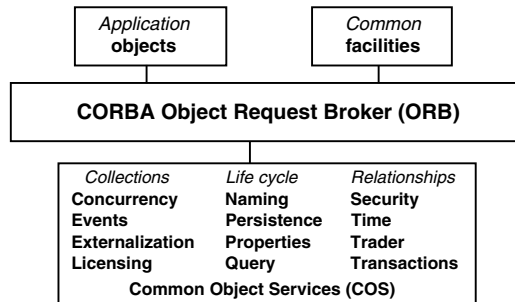 Application objects
Common facilities
CORBA Object Request Broker (ORB)
Collections Life cycle Relationships
Concurrency Naming Security
Events Persistence Time
Externalization Properties Trader
Licensing Query Transactions
Common Object Services (COS)